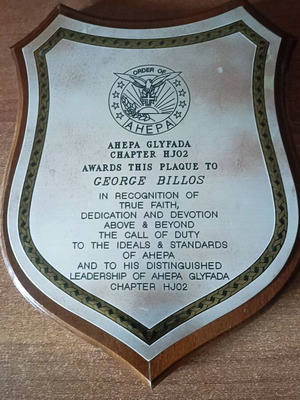 ORDER OF
AHEPA
AHEPA GLYFADA
CHAPTER HJ02
AWARDS THIS PLAQUE TO
GEORGE BILLOS
IN RECOGNITION OF
TRUE FAITH,
DEDICATION AND DEVOTION
ABOVE & BEYOND
THE CALL OF DUTY
TO THE IDEALS & STANDARDS
OF AHEPA
AND TO HIS DISTINGUISHED
LEADERSHIP OF AHEPA GLYFADA
CHAPTER HJ02